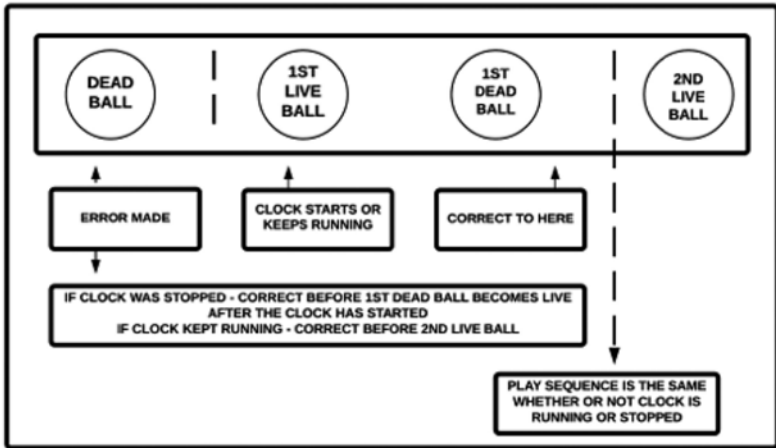 DEAD
BALL
1ST
LIVE
BALL
1ST
DEAD
BALL
2ND
LIVE
BALL
ERROR MADE
CLOCK STARTS OR
KEEPS RUNNING
CORRECT TO HERE
IF CLOCK WAS STOPPED - CORRECT BEFORE 1ST DEAD BALL BECOMES LIVE
AFTER THE CLOCK HAS STARTED
IF CLOCK KEPT RUNNING - CORRECT BEFORE 2ND LIVE BALL
PLAY SEQUENCE IS THE SAME
WHETHER OR NOT CLOCK IS
RUNNING OR STOPPED